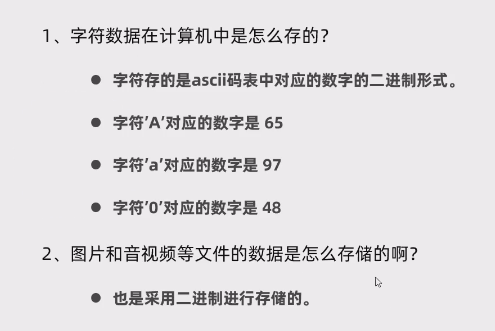 1、字符数据在计算机中是怎么存的？
● 字符存的是ascii码表中对应的数字的二进制形式。
● 字符'A'对应的数字是 65
● 字符'a'对应的数字是 97
● 字符'0'对应的数字是 48
2、图片和音视频等文件的数据是怎么存储的啊？
● 也是采用二进制进行存储的。